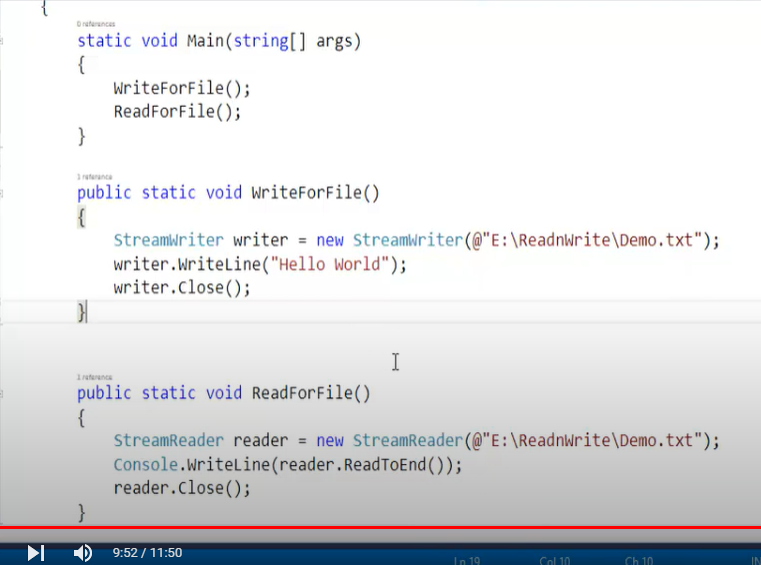 {
0 references
static void Main(string[] args)
{
WriteForFile();
ReadForFile();
}
1 reference
public static void WriteForFile()
{
StreamWriter writer = new StreamWriter(@"E:\ReadnWrite\Demo.txt");
writer.WriteLine("Hello World");
writer.Close();
}
1 reference
public static void ReadForFile()
{
StreamReader reader = new StreamReader(@"E:\ReadnWrite\Demo.txt");
Console.WriteLine(reader.ReadToEnd());
reader.Close();
}
9:52 / 11:50
Ln 19 Col 10 Ch 10 IN